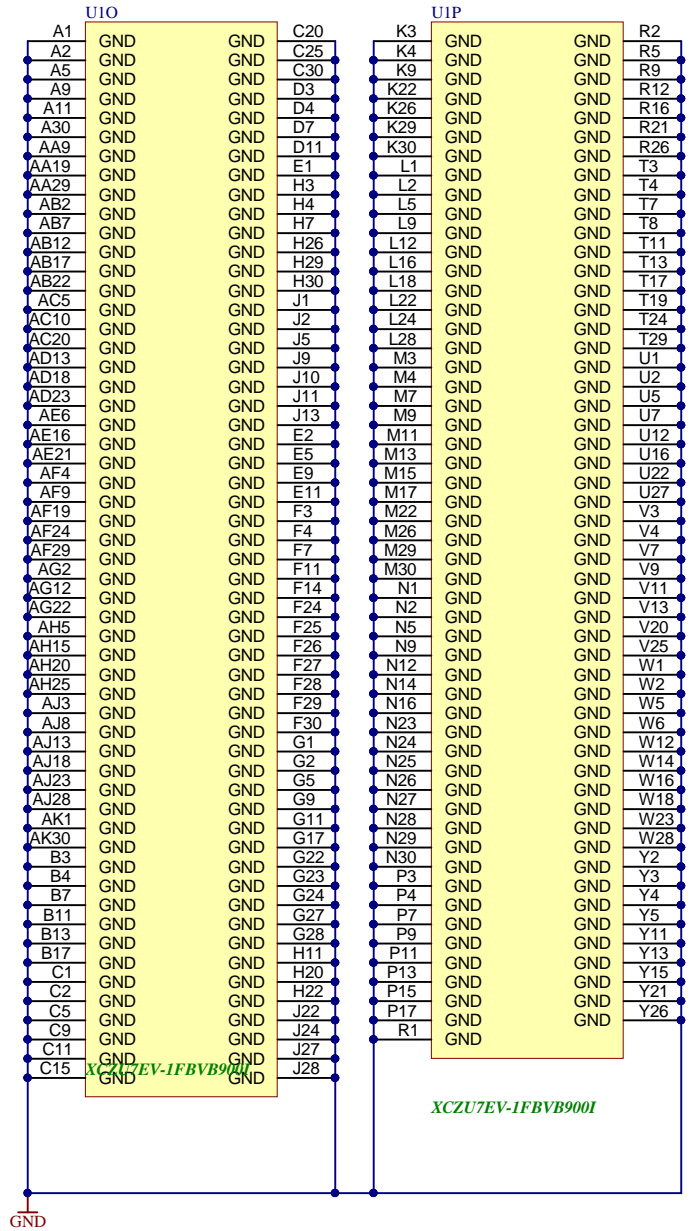 U1O
A1 GND GND C20
A2 GND GND C25
A5 GND GND C30
A9 GND GND D3
A11 GND GND D4
A30 GND GND D7
AA9 GND GND D11
AA19 GND GND E1
AA29 GND GND H3
AB2 GND GND H4
AB7 GND GND H7
AB12 GND GND H26
AB17 GND GND H29
AB22 GND GND H30
AC5 GND GND J1
AC10 GND GND J2
AC20 GND GND J5
AD13 GND GND J9
AD18 GND GND J10
AD23 GND GND J11
AE6 GND GND J13
AE16 GND GND E2
AE21 GND GND E5
AF4 GND GND E9
AF9 GND GND E11
AF19 GND GND F3
AF24 GND GND F4
AF29 GND GND F7
AG2 GND GND F11
AG12 GND GND F14
AG22 GND GND F24
AH5 GND GND F25
AH15 GND GND F26
AH20 GND GND F27
AH25 GND GND F28
AJ3 GND GND F29
AJ8 GND GND F30
AJ13 GND GND G1
AJ18 GND GND G2
AJ23 GND GND G5
AJ28 GND GND G9
AK1 GND GND G11
AK30 GND GND G17
B3 GND GND G22
B4 GND GND G23
B7 GND GND G24
B11 GND GND G27
B13 GND GND G28
B17 GND GND H11
C1 GND GND H20
C2 GND GND H22
C5 GND GND J22
C9 GND GND J24
C11 GND GND J27
C15 GND GND J28
XCZU7EV-1FBVB900I
U1P
K3 GND GND R2
K4 GND GND R5
K9 GND GND R9
K22 GND GND R12
K26 GND GND R16
K29 GND GND R21
K30 GND GND R26
L1 GND GND T3
L2 GND GND T4
L5 GND GND T7
L9 GND GND T8
L12 GND GND T11
L16 GND GND T13
L18 GND GND T17
L22 GND GND T19
L24 GND GND T24
L28 GND GND T29
M3 GND GND U1
M4 GND GND U2
M7 GND GND U5
M9 GND GND U7
M11 GND GND U12
M13 GND GND U16
M15 GND GND U22
M17 GND GND U27
M22 GND GND V3
M26 GND GND V4
M29 GND GND V7
M30 GND GND V9
N1 GND GND V11
N2 GND GND V13
N5 GND GND V20
N9 GND GND V25
N12 GND GND W1
N14 GND GND W2
N16 GND GND W5
N23 GND GND W6
N24 GND GND W12
N25 GND GND W14
N26 GND GND W16
N27 GND GND W18
N28 GND GND W23
N29 GND GND W28
N30 GND GND Y2
P3 GND GND Y3
P4 GND GND Y4
P7 GND GND Y5
P9 GND GND Y11
P11 GND GND Y13
P13 GND GND Y15
P15 GND GND Y21
P17 GND GND Y26
R1 GND
XCZU7EV-1FBVB900I
GND